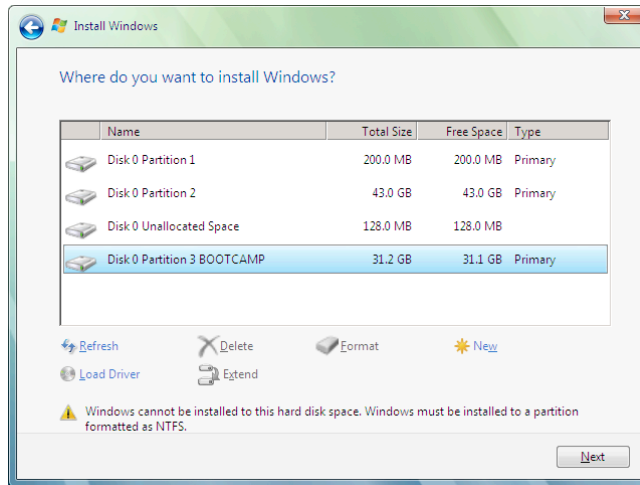 Install Windows
Where do you want to install Windows?
Name Total Size Free Space Type
Disk 0 Partition 1 200.0 MB 200.0 MB Primary
Disk 0 Partition 2 43.0 GB 43.0 GB Primary
Disk 0 Unallocated Space 128.0 MB 128.0 MB
Disk 0 Partition 3 BOOTCAMP 31.2 GB 31.1 GB Primary
Refresh Delete Format New
Load Driver Extend
Windows cannot be installed to this hard disk space. Windows must be installed to a partition
formatted as NTFS.
Next